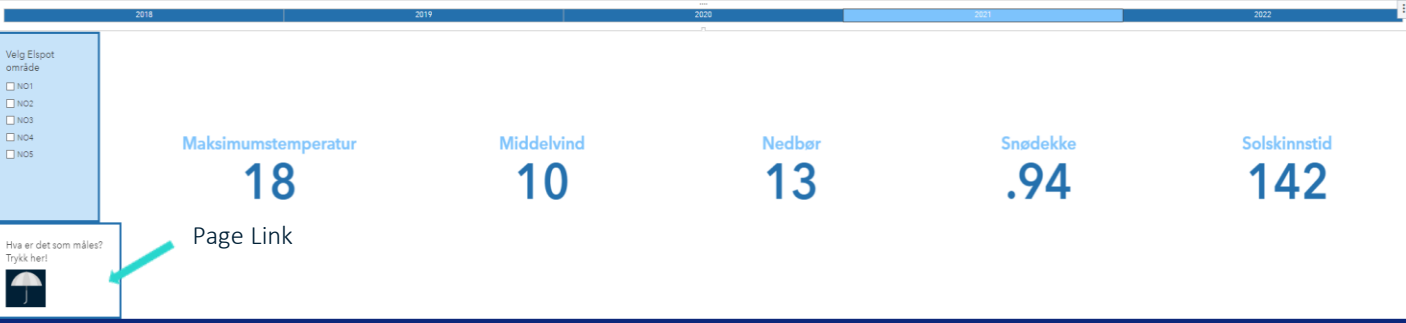 2018 2019 2020 2021 2022
Velg Elspot
område
NO1
NO2
NO3
NO4
NO5
Maksimumstemperatur
18
Middelvind
10
Nedbør
13
Snødekke
.94
Solskinnstid
142
Hva er det som måles?
Trykk her!
Page Link